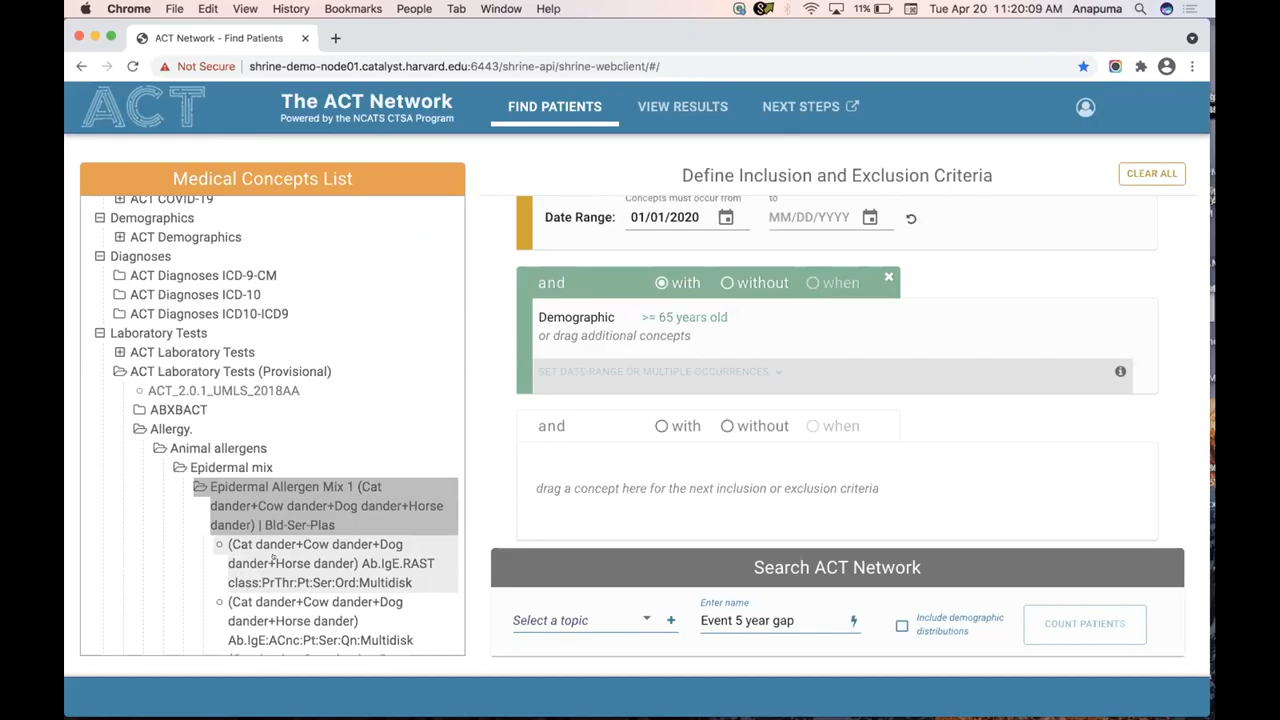 Chrome File Edit View History Bookmarks People Tab Window Help 11% Tue Apr 20 11:20:09 AM Anapuma
ACT Network - Find Patients
Not Secure shrine-demo-node01.catalyst.harvard.edu:6443/shrine-api/shrine-webclient/#/
ACT
The ACT Network
Powered by the NCATS CTSA Program
FIND PATIENTS VIEW RESULTS NEXT STEPS
Medical Concepts List
ACT COVID-19
Demographics
ACT Demographics
Diagnoses
ACT Diagnoses ICD-9-CM
ACT Diagnoses ICD-10
ACT Diagnoses ICD10-ICD9
Laboratory Tests
ACT Laboratory Tests
ACT Laboratory Tests (Provisional)
ACT_2.0.1_UMLS_2018AA
ABXBACT
Allergy.
Animal allergens
Epidermal mix
Epidermal Allergen Mix 1 (Cat
dander+Cow dander+Dog dander+Horse
dander) | Bld-Ser-Plas
(Cat dander+Cow dander+Dog
dander+Horse dander) Ab.IgE.RAST
class:PrThr:Pt:Ser:Ord:Multidisk
(Cat dander+Cow dander+Dog
dander+Horse dander)
Ab.IgE:ACnc:Pt:Ser:Qn:Multidisk
Define Inclusion and Exclusion Criteria
CLEAR ALL
Concepts must occur from to
Date Range: 01/01/2020 MM/DD/YYYY
and with without when
Demographic >= 65 years old
or drag additional concepts
SET DATE RANGE OR MULTIPLE OCCURRENCES
and with without when
drag a concept here for the next inclusion or exclusion criteria
Search ACT Network
Select a topic
Enter name
Event 5 year gap
Include demographic
distributions
COUNT PATIENTS